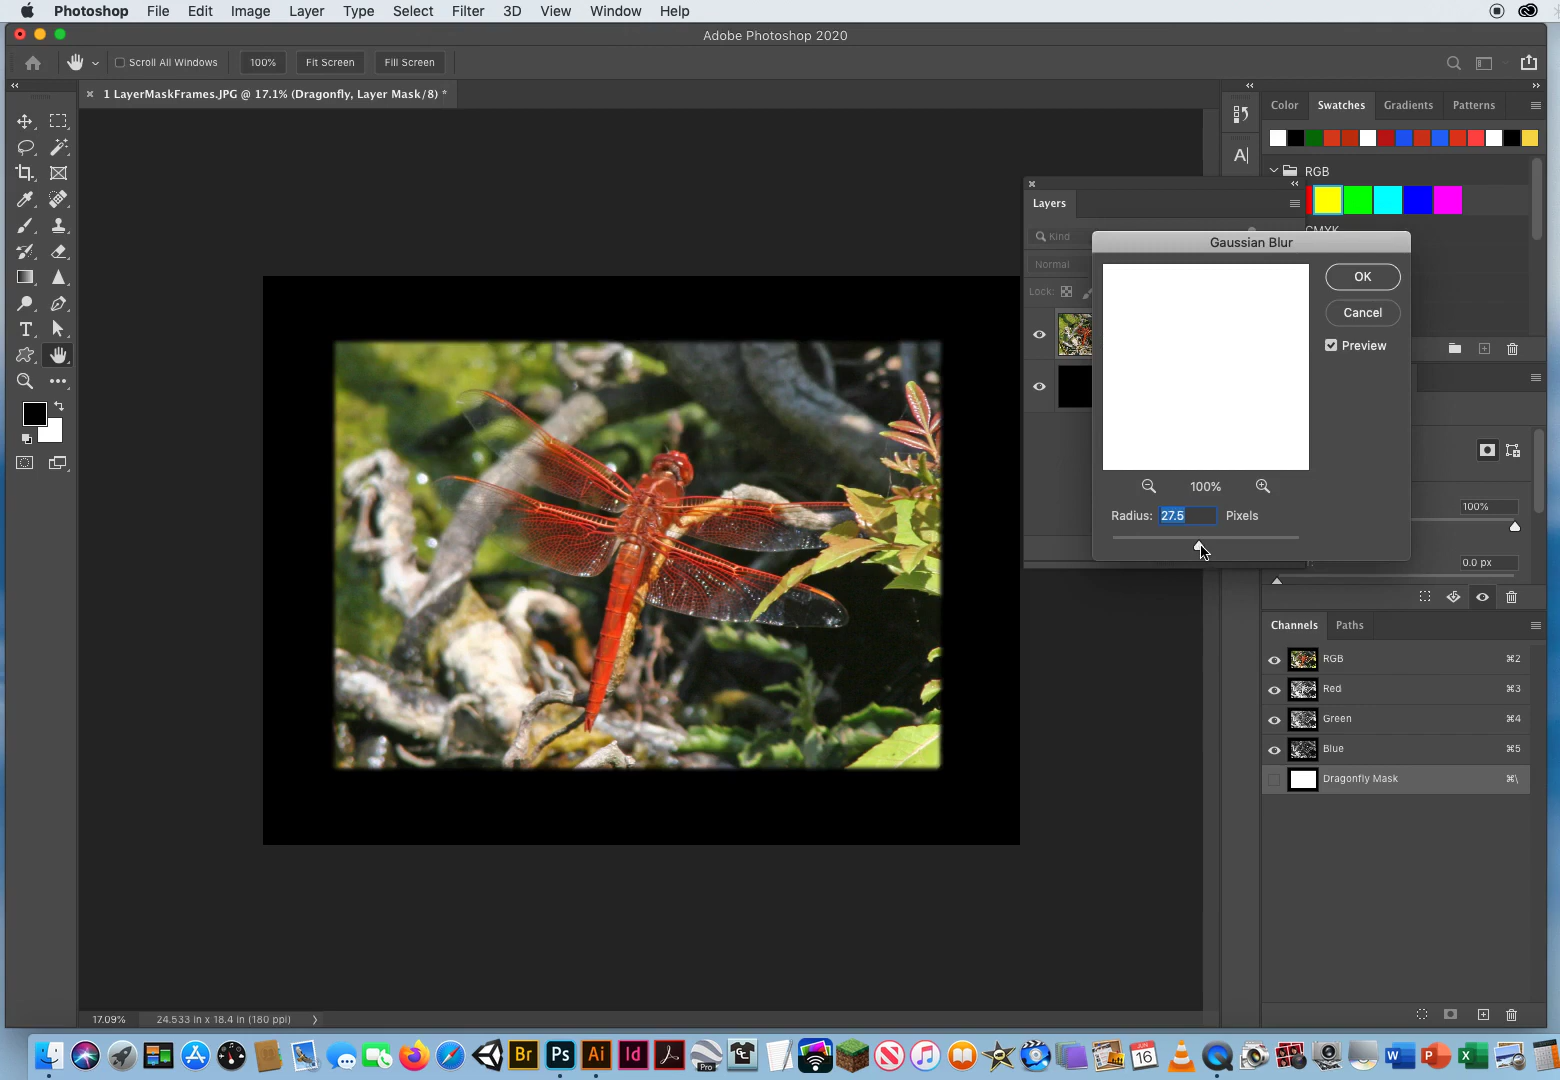 Photoshop File Edit Image Layer Type Select Filter 3D View Window Help
Adobe Photoshop 2020
Scroll All Windows 100% Fit Screen Fill Screen
× 1 LayerMaskFrames.JPG @ 17.1% (Dragonfly, Layer Mask/8) *
Color Swatches Gradients Patterns
RGB
CMYK
Layers
Kind
Normal
Lock:
Gaussian Blur
OK
Cancel
Preview
100%
Radius: 27.5 Pixels
100%
0.0 px
Channels Paths
RGB ⌘2
Red ⌘3
Green ⌘4
Blue ⌘5
Dragonfly Mask ⌘\
17.09% 24.533 in x 18.4 in (180 ppi)
Br Ps Ai Id
Pro
JUN
16
W P X